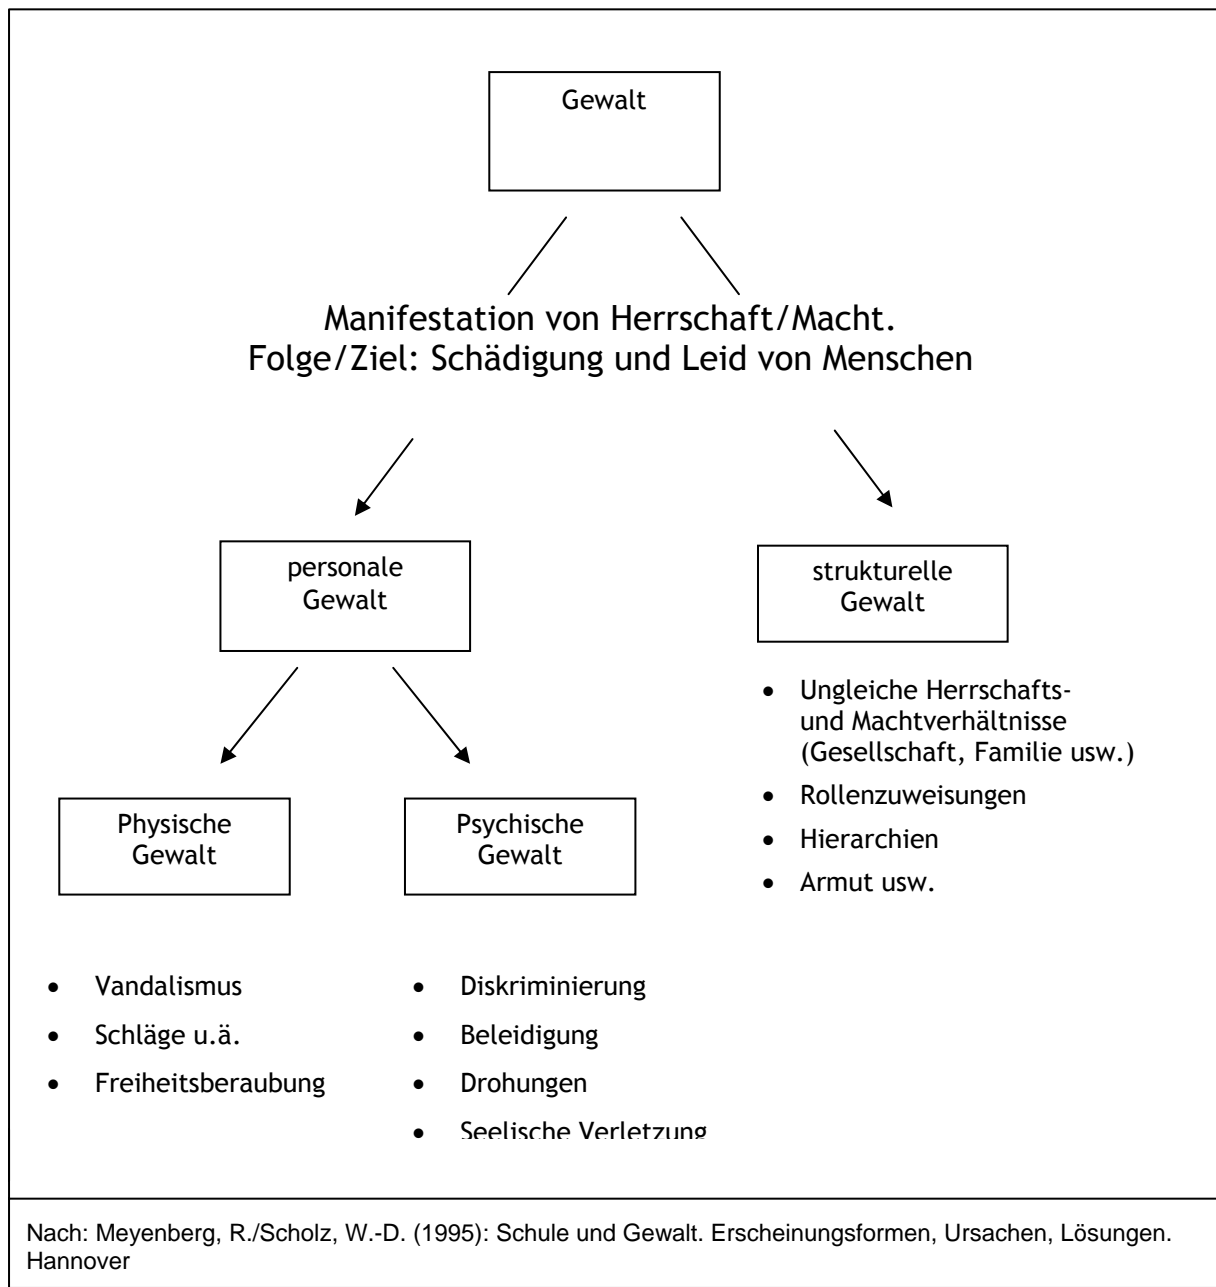 Gewalt
Manifestation von Herrschaft/Macht.
Folge/Ziel: Schädigung und Leid von Menschen
personale
Gewalt
strukturelle
Gewalt
• Ungleiche Herrschafts-
und Machtverhältnisse
(Gesellschaft, Familie usw.)
• Rollenzuweisungen
• Hierarchien
• Armut usw.
Physische
Gewalt
Psychische
Gewalt
• Vandalismus
• Schläge u.ä.
• Freiheitsberaubung
• Diskriminierung
• Beleidigung
• Drohungen
• Seelische Verletzung
Nach: Meyenberg, R./Scholz, W.-D. (1995): Schule und Gewalt. Erscheinungsformen, Ursachen, Lösungen.
Hannover